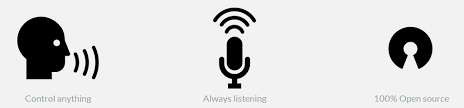 Control anything
Always listening
100% Open source